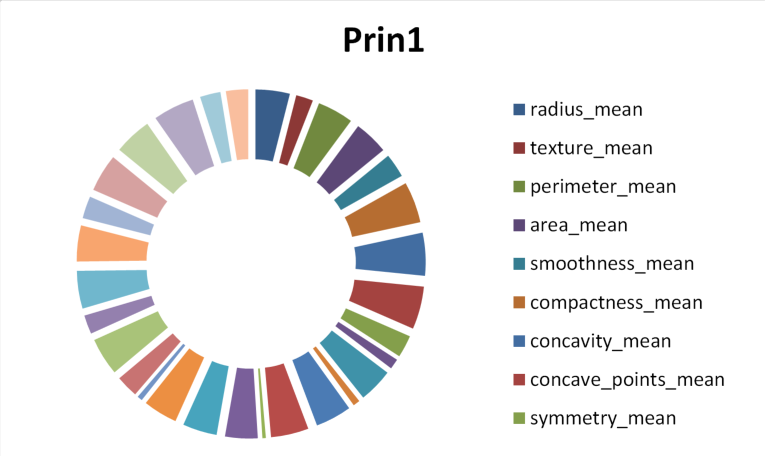 Prin1
radius_mean
texture_mean
perimeter_mean
area_mean
smoothness_mean
compactness_mean
concavity_mean
concave_points_mean
symmetry_mean